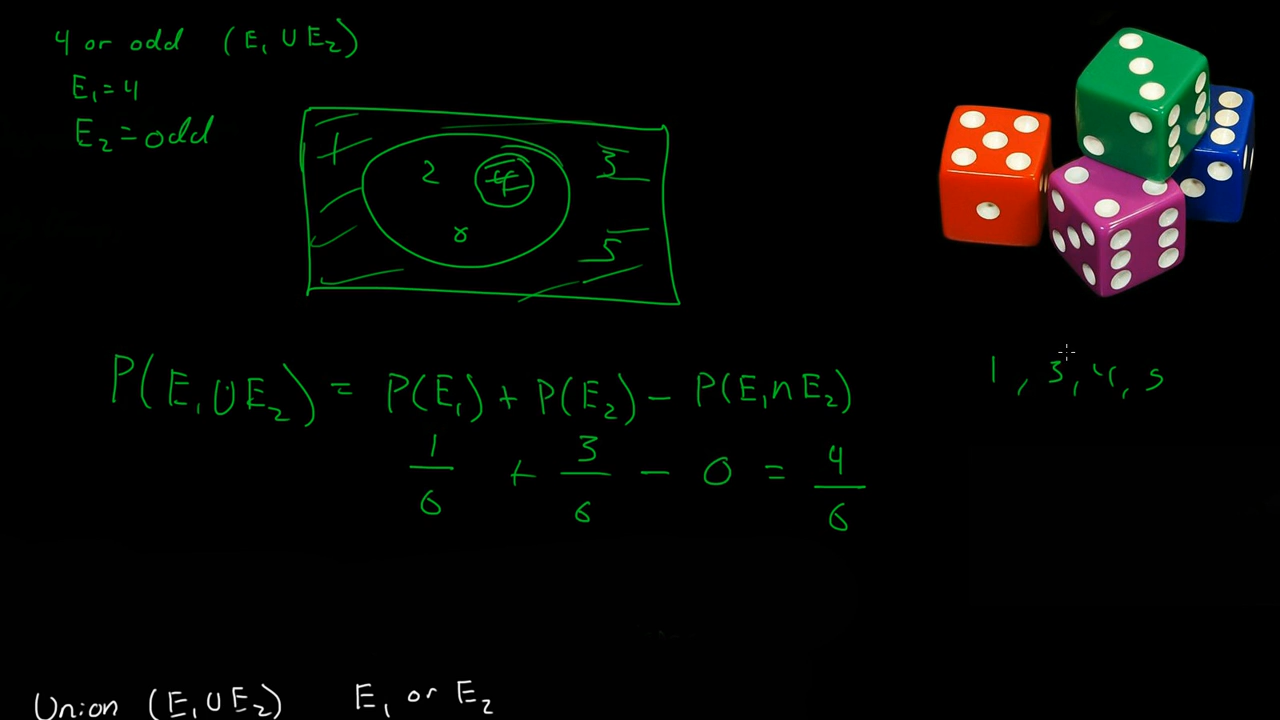 4 or odd (E₁ ∪ E₂)
E₁ = 4
E₂ = odd
1 2 4 3
6 5
P(E₁ ∪ E₂) = P(E₁) + P(E₂) − P(E₁ ∩ E₂)
1, 3, 4, 5
1/6 + 3/6 − 0 = 4/6
Union (E₁ ∪ E₂) E₁ or E₂